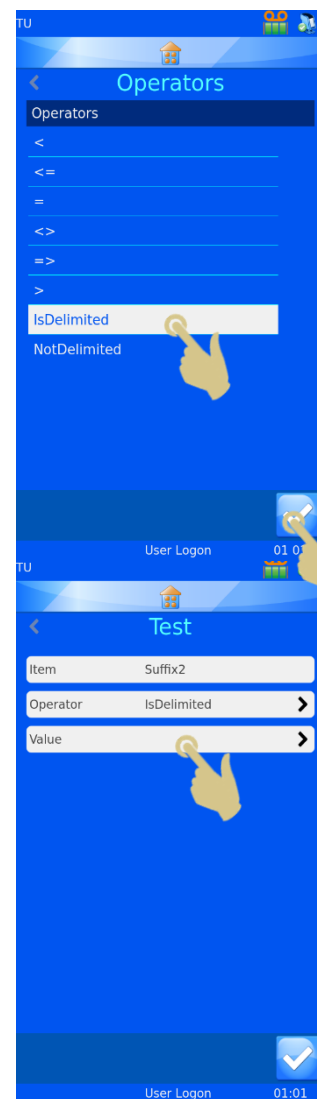 TU
Operators
Operators
<
<=
=
<>
=>
>
IsDelimited
NotDelimited
User Logon
TU
Test
Item Suffix2
Operator IsDelimited
Value
User Logon 01:01